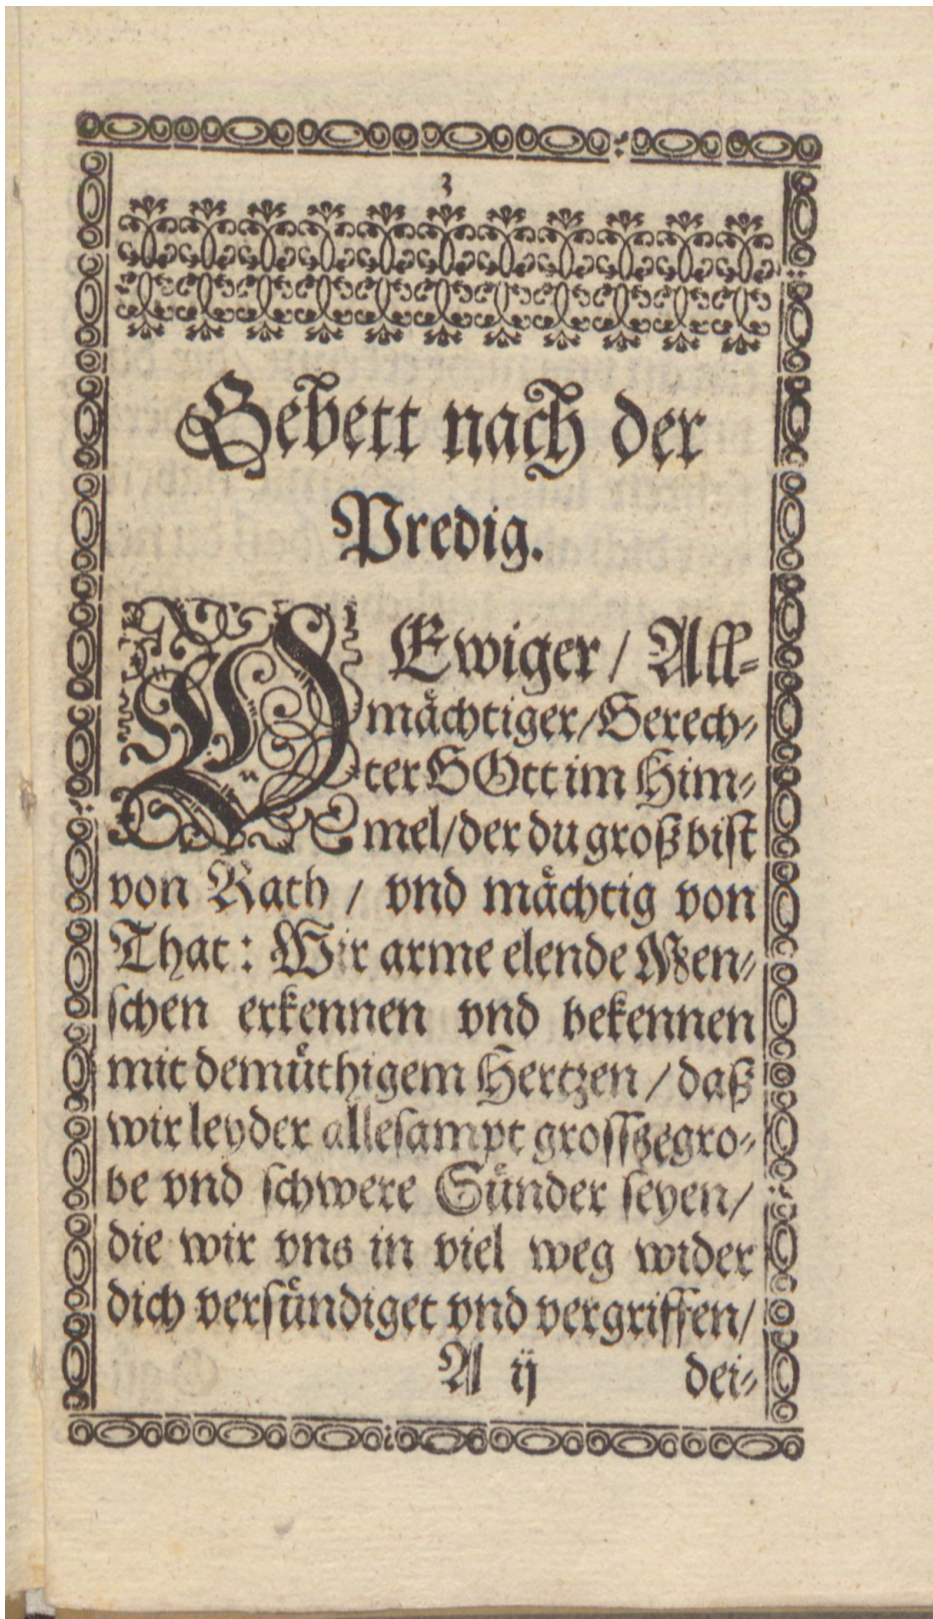 3
Gebett nach der
Predig.
O Ewiger / All-
mächtiger / Gerech-
ter GOtt im Him-
mel / der du groß bist
von Rath / vnd mächtig von
That: Wir arme elende Men-
schen erkennen vnd bekennen
mit demüthigem Hertzen / daß
wir leyder allesampt grosse gro-
be vnd schwere Sünder seyen /
die wir vns in viel weg wider
dich versündiget vnd vergriffen /
A ij dei-